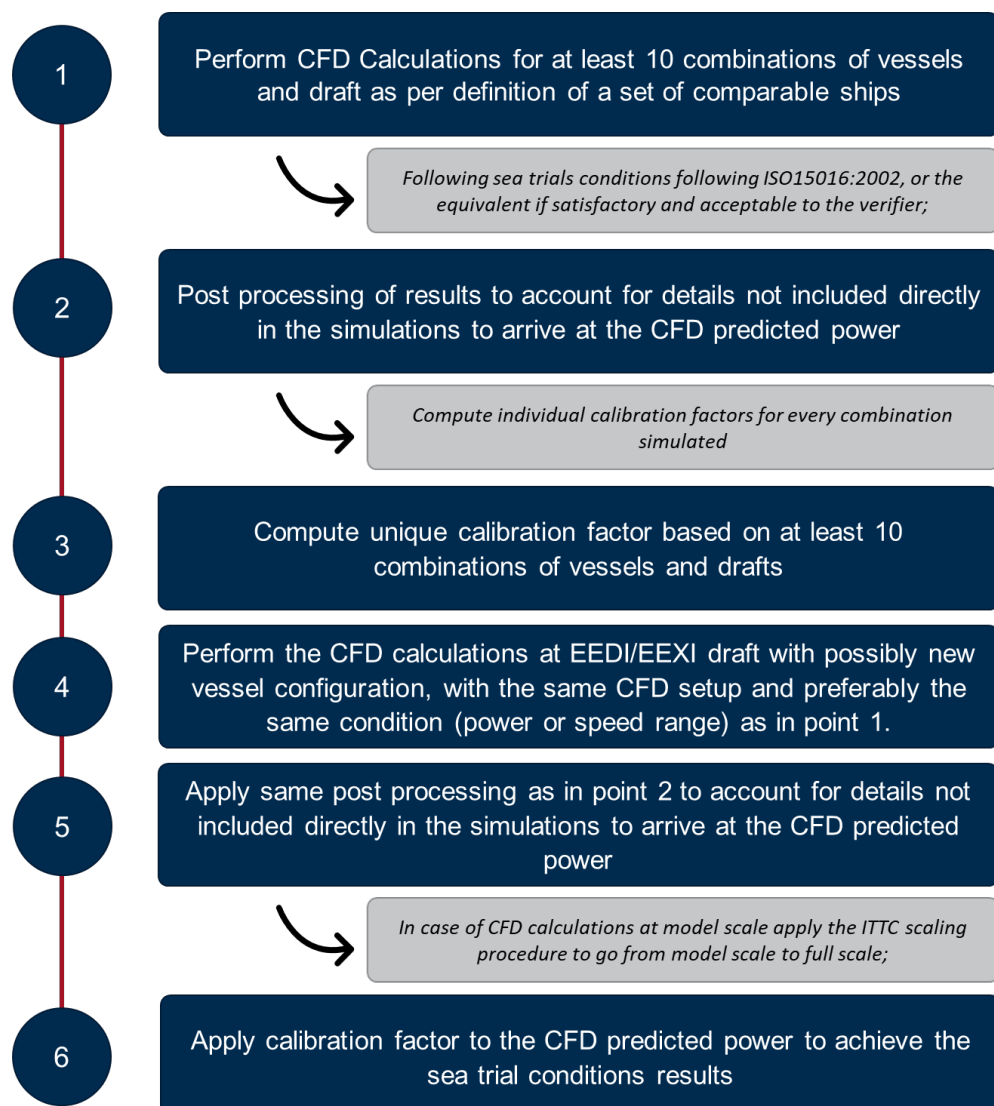 1
Perform CFD Calculations for at least 10 combinations of vessels
and draft as per definition of a set of comparable ships
Following sea trials conditions following ISO15016:2002, or the
equivalent if satisfactory and acceptable to the verifier;
2
Post processing of results to account for details not included directly
in the simulations to arrive at the CFD predicted power
Compute individual calibration factors for every combination
simulated
3
Compute unique calibration factor based on at least 10
combinations of vessels and drafts
4
Perform the CFD calculations at EEDI/EEXI draft with possibly new
vessel configuration, with the same CFD setup and preferably the
same condition (power or speed range) as in point 1.
5
Apply same post processing as in point 2 to account for details not
included directly in the simulations to arrive at the CFD predicted
power
In case of CFD calculations at model scale apply the ITTC scaling
procedure to go from model scale to full scale;
6
Apply calibration factor to the CFD predicted power to achieve the
sea trial conditions results